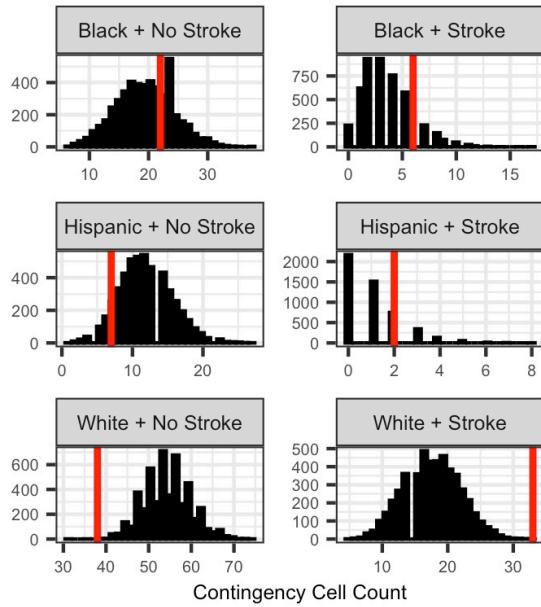 Black + No Stroke
Black + Stroke
400
200
0
10 20 30
750
500
250
0
0 5 10 15
Hispanic + No Stroke
Hispanic + Stroke
400
200
0
0 10 20
2000
1500
1000
500
0
0 2 4 6 8
White + No Stroke
White + Stroke
600
400
200
0
30 40 50 60 70
500
400
300
200
100
0
10 20 30
Contingency Cell Count